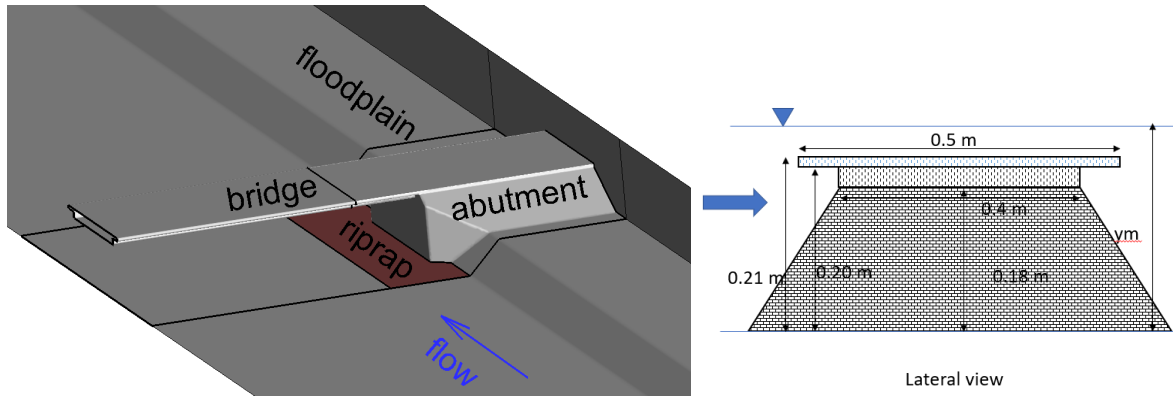 floodplain
bridge
abutment
riprap
flow
0.5 m
0.4 m
ym
0.21 m
0.20 m
0.18 m
Lateral view